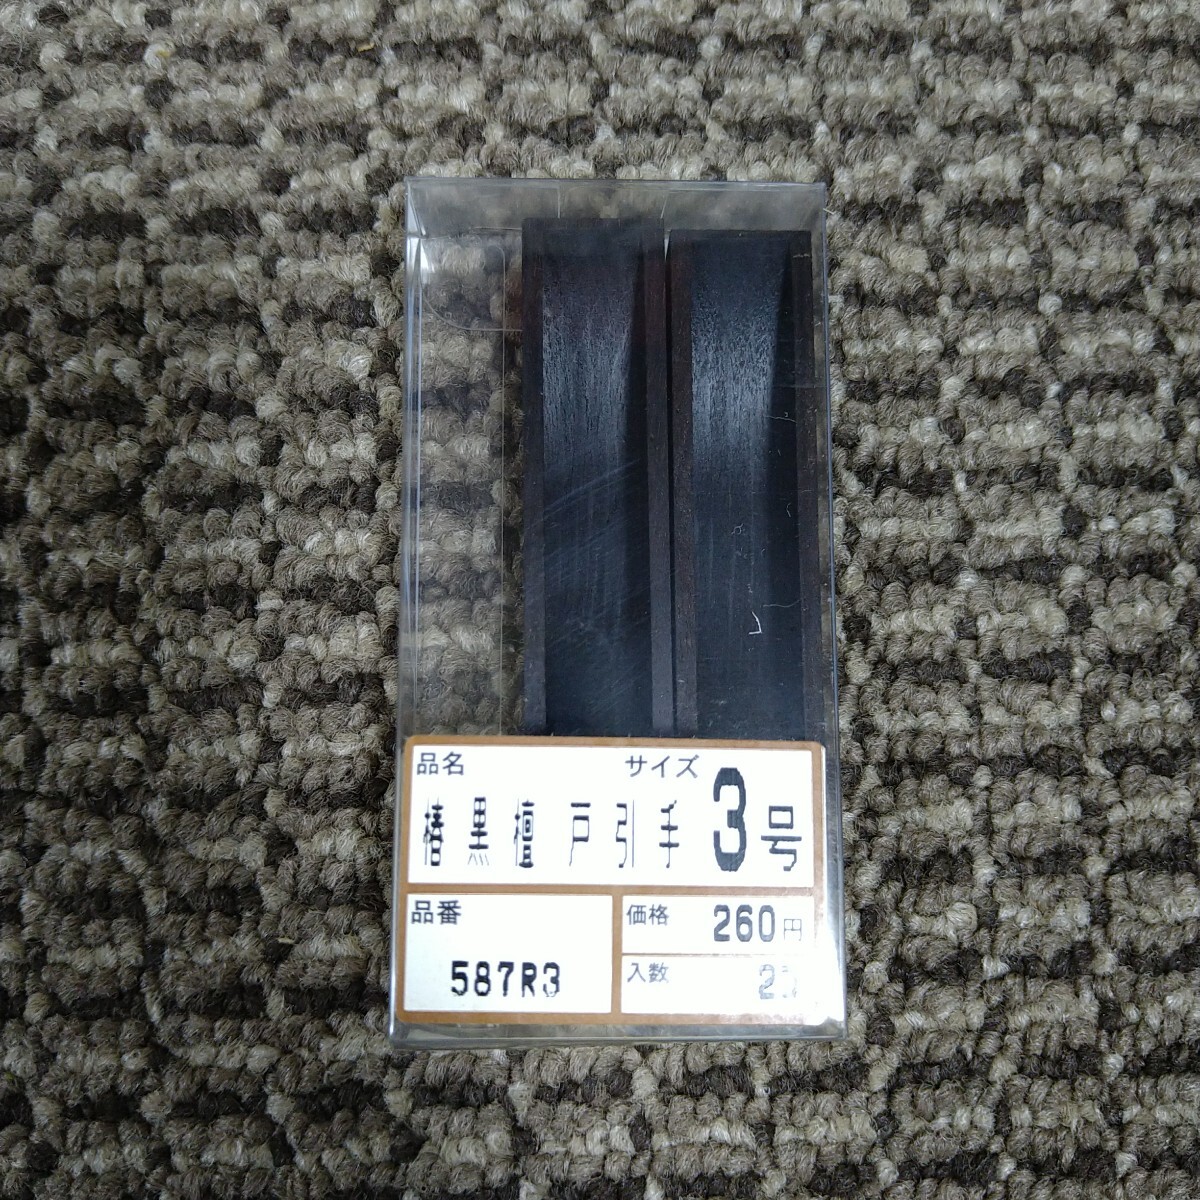 品名
サイズ
椿黒檀 戸引手 3号
品番
587R3
価格 260円
入数